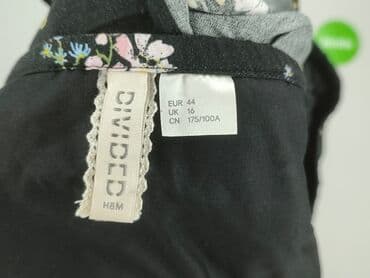 DIVIDED
H&M
EUR 44
UK 16
CN 175/100A